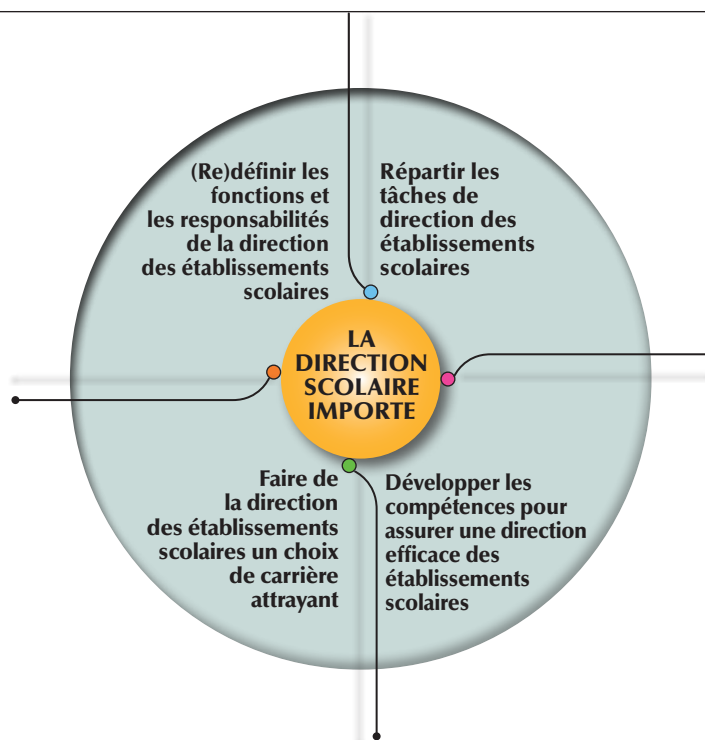 (Re)définir les
fonctions et
les responsabilités
de la direction
des établissements
scolaires
Répartir les
tâches de
direction des
établissements
scolaires
LA
DIRECTION
SCOLAIRE
IMPORTE
Faire de
la direction
des établissements
scolaires un choix
de carrière
attrayant
Développer les
compétences pour
assurer une direction
efficace des
établissements
scolaires